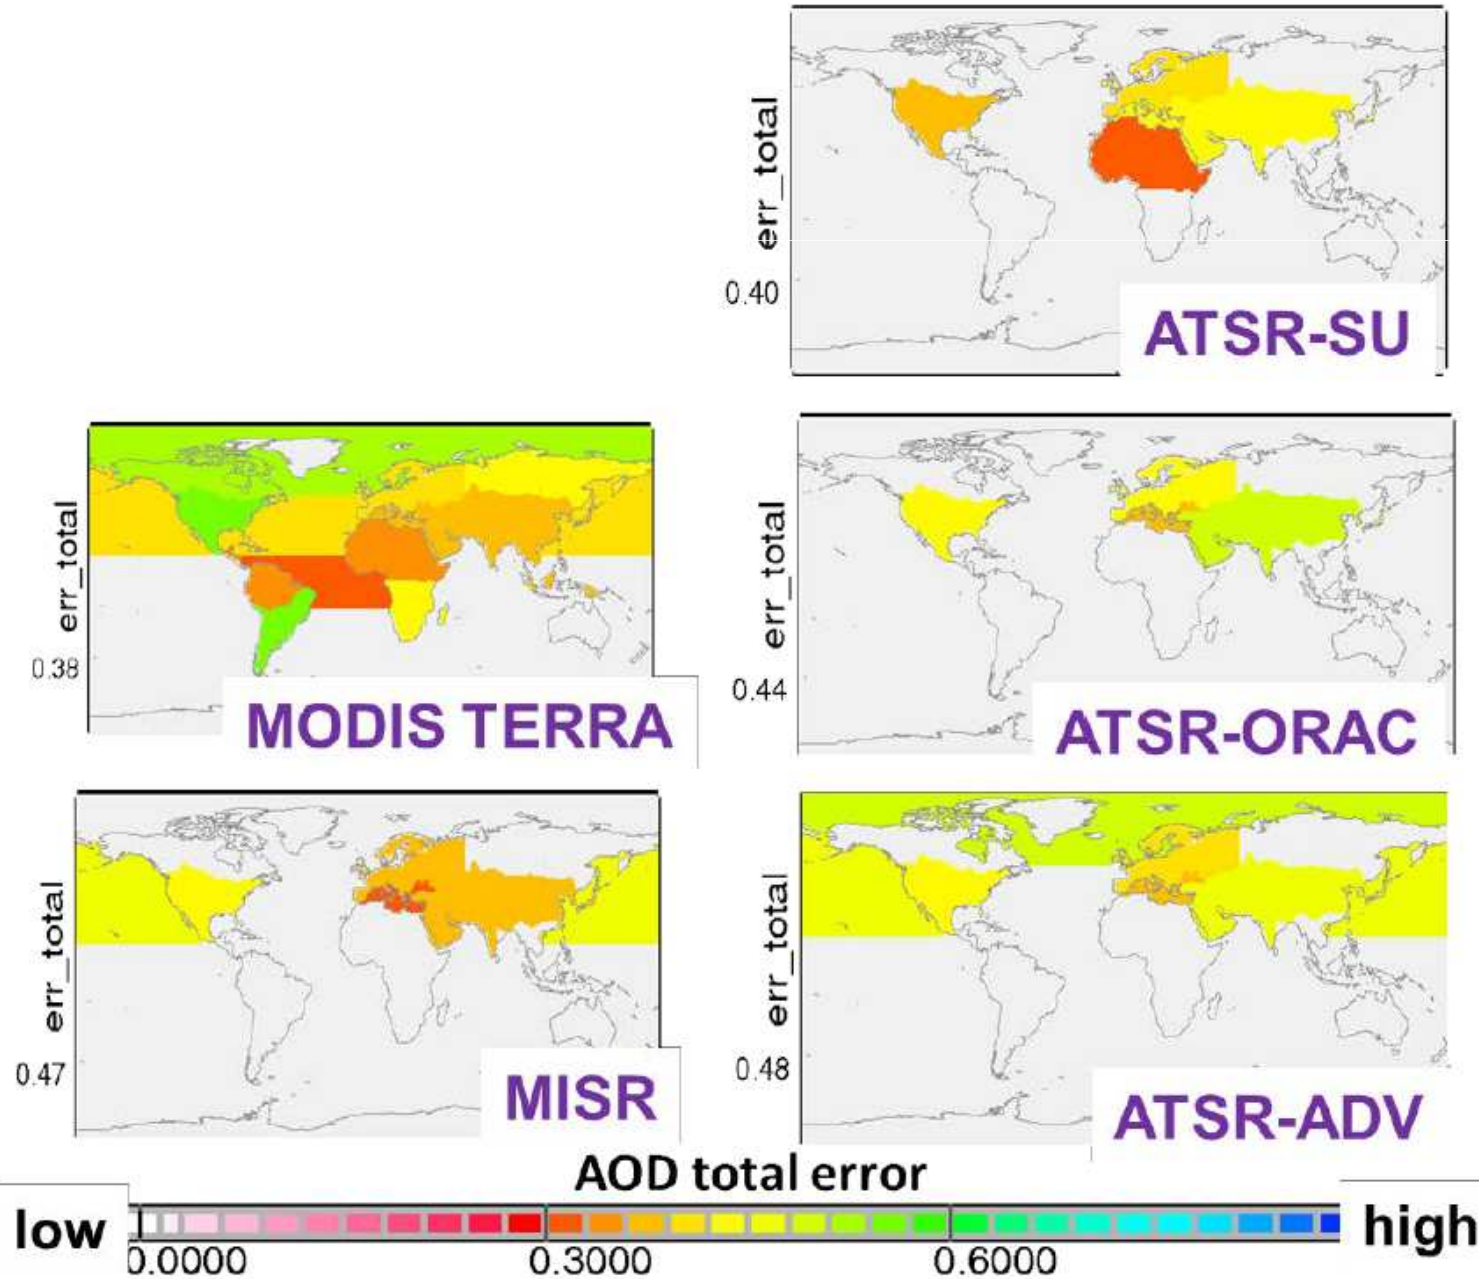 err_total
0.40
ATSR-SU
err_total
0.38
MODIS TERRA
err_total
0.44
ATSR-ORAC
err_total
0.47
MISR
err_total
0.48
ATSR-ADV
AOD total error
low
high
0.0000 0.3000 0.6000